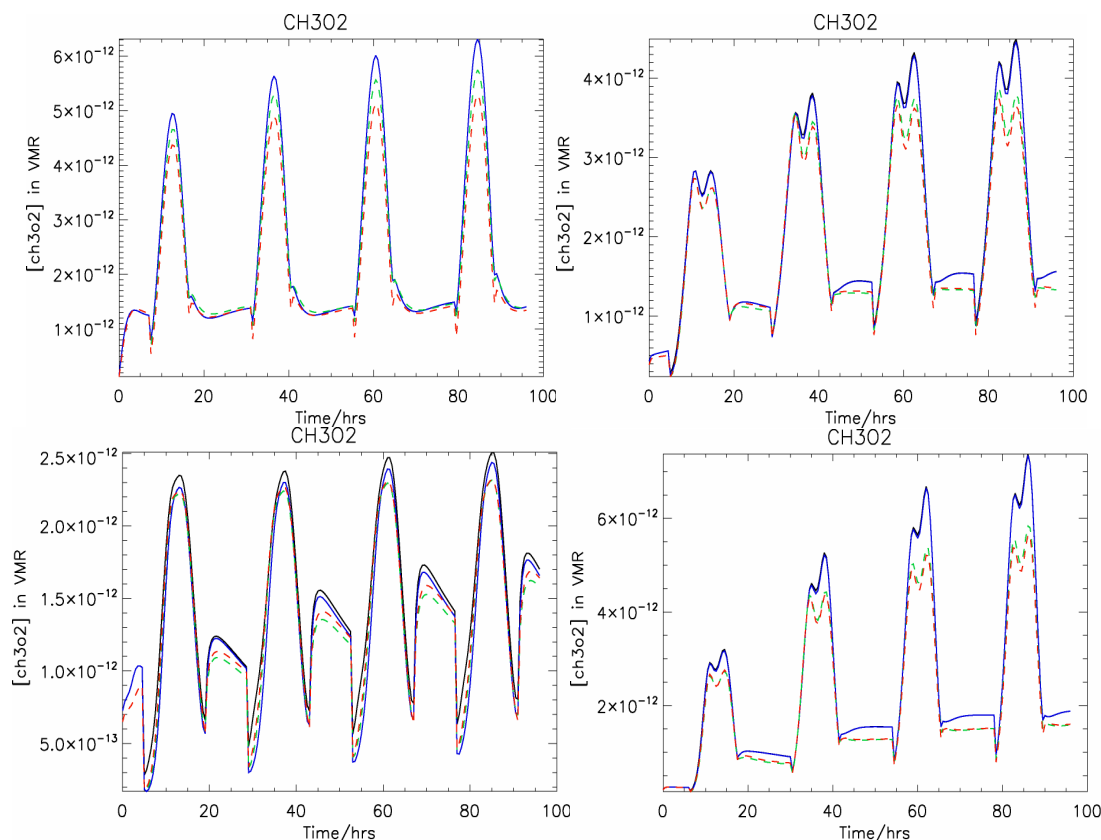 CH3O2
6×10⁻¹²
5×10⁻¹²
4×10⁻¹²
3×10⁻¹²
2×10⁻¹²
1×10⁻¹²
[ch3o2] in VMR
0 20 40 60 80 100
Time/hrs
CH3O2
4×10⁻¹²
3×10⁻¹²
2×10⁻¹²
1×10⁻¹²
[ch3o2] in VMR
0 20 40 60 80 100
Time/hrs
CH3O2
2.5×10⁻¹²
2.0×10⁻¹²
1.5×10⁻¹²
1.0×10⁻¹²
5.0×10⁻¹³
[ch3o2] in VMR
0 20 40 60 80 100
Time/hrs
CH3O2
6×10⁻¹²
4×10⁻¹²
2×10⁻¹²
[ch3o2] in VMR
0 20 40 60 80 100
Time/hrs